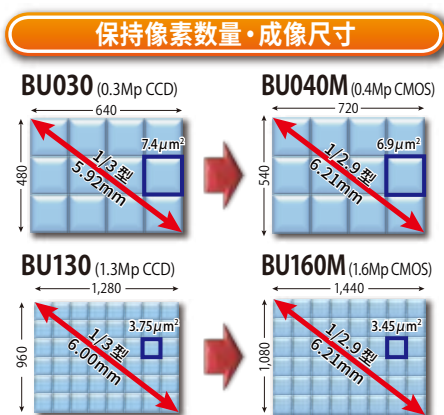 保持像素数量・成像尺寸
BU030 (0.3Mp CCD)
640
480
7.4μm²
1/3 型
5.92mm
BU040M (0.4Mp CMOS)
720
540
6.9μm²
1/2.9 型
6.21mm
BU130 (1.3Mp CCD)
1,280
960
3.75μm²
1/3 型
6.00mm
BU160M (1.6Mp CMOS)
1,440
1,080
3.45μm²
1/2.9 型
6.21mm